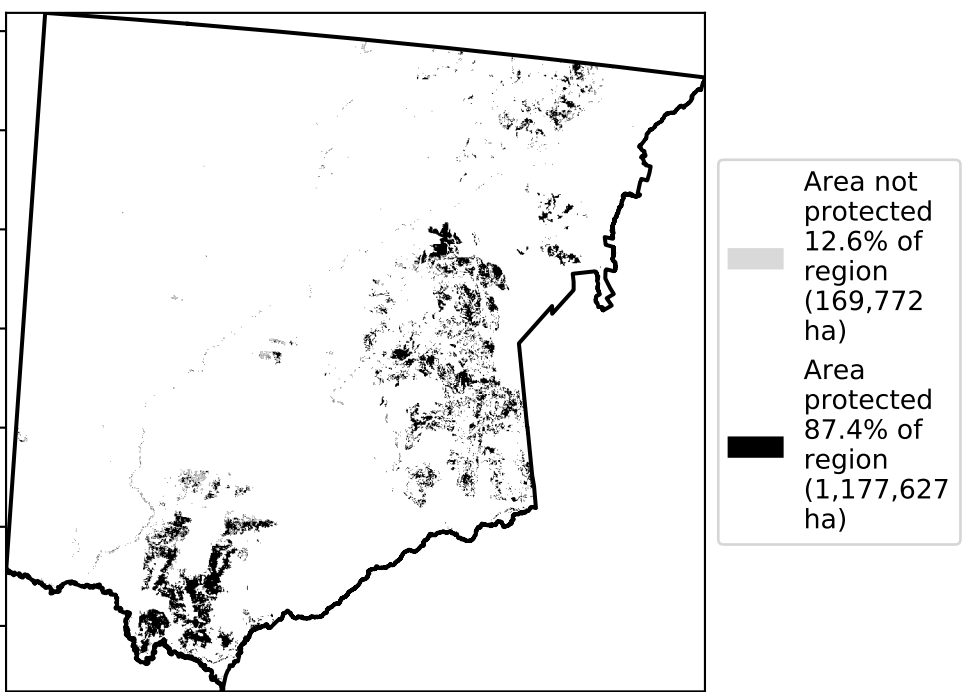 Area not
protected
12.6% of
region
(169,772
ha)
Area
protected
87.4% of
region
(1,177,627
ha)